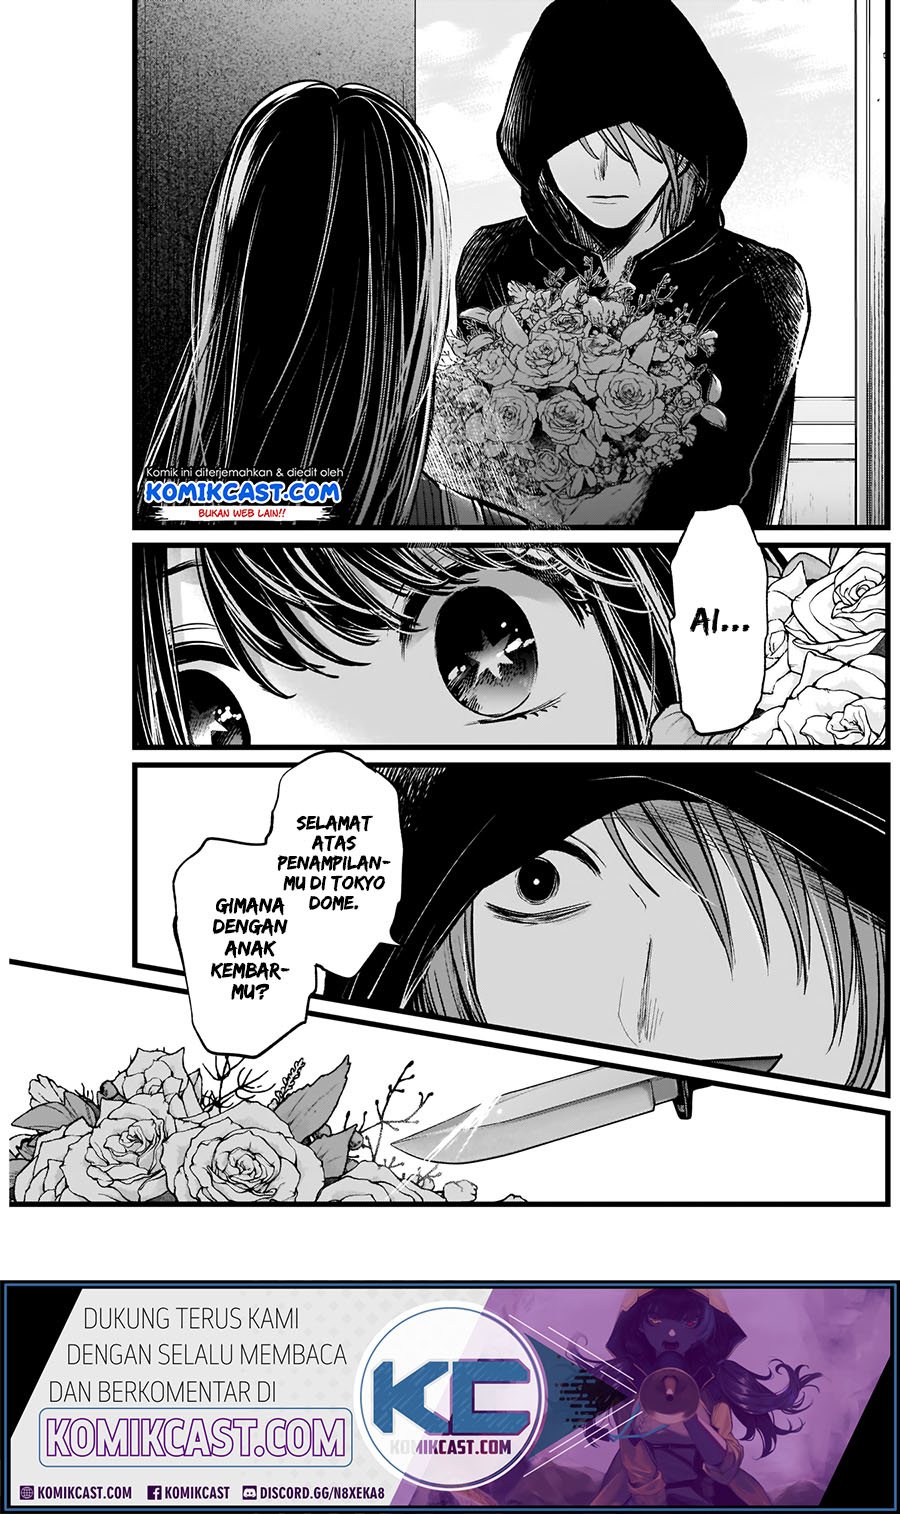 Komik ini diterjemahkan & diedit oleh
KOMIKCAST.COM
BUKAN WEB LAIN!!
AI...
SELAMAT
ATAS
PENAMPILAN-
MU DI TOKYO
DOME.
GIMANA
DENGAN
ANAK
KEMBAR-
MU?
DUKUNG TERUS KAMI
DENGAN SELALU MEMBACA
DAN BERKOMENTAR DI
KOMIKCAST.COM
KC
KOMIKCAST.COM
KOMIKCAST.COM KOMIKCAST DISCORD.GG/N8XEKA8